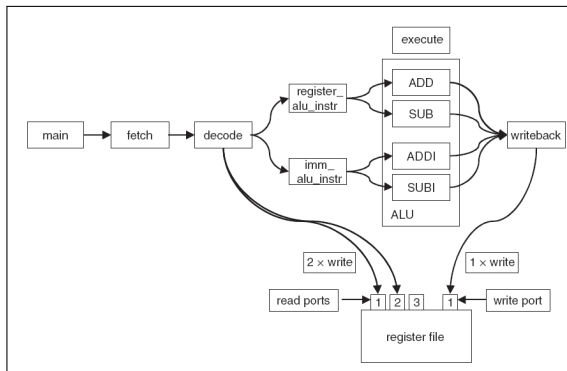 execute
register_
alu_instr
ADD
SUB
main
fetch
decode
writeback
imm_
alu_instr
ADDI
SUBI
ALU
2 × write
1 × write
read ports
1
2
3
1
write port
register file